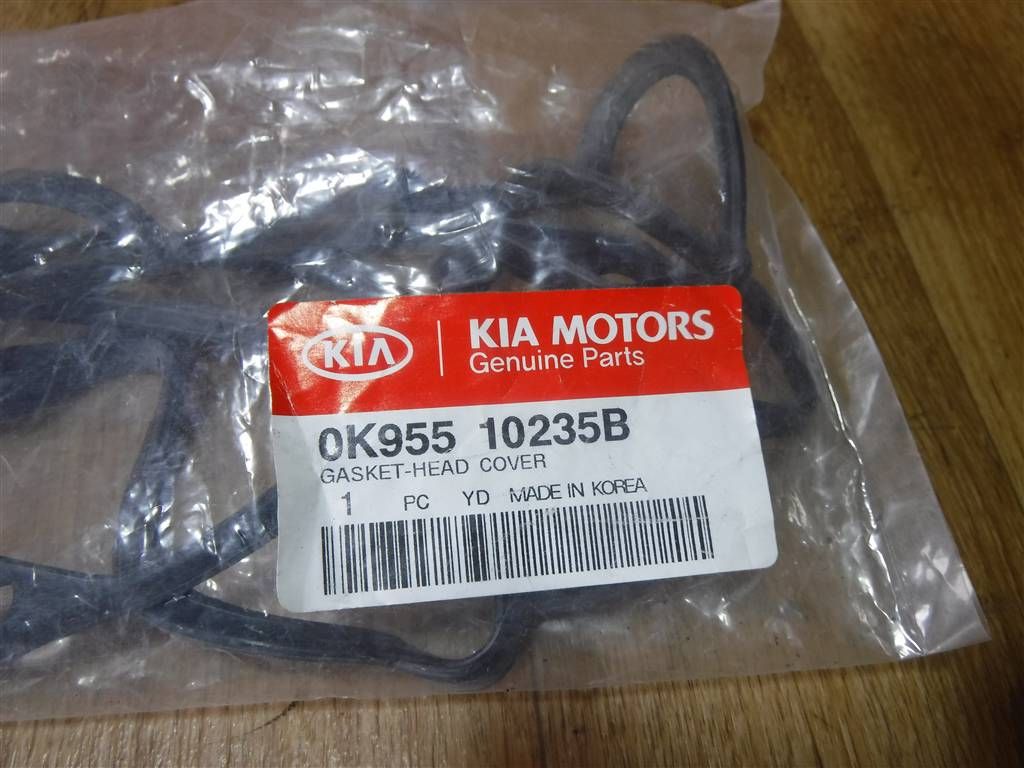 KIA
KIA MOTORS
Genuine Parts
0K955 10235B
GASKET-HEAD COVER
1 PC YD MADE IN KOREA